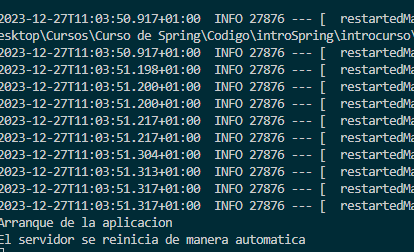 2023-12-27T11:03:50.917+01:00  INFO 27876 --- [  restartedMa
esktop\Cursos\Curso de Spring\Codigo\introSpring\introcurso\
2023-12-27T11:03:50.917+01:00  INFO 27876 --- [  restartedMa
2023-12-27T11:03:51.198+01:00  INFO 27876 --- [  restartedMa
2023-12-27T11:03:51.200+01:00  INFO 27876 --- [  restartedMa
2023-12-27T11:03:51.200+01:00  INFO 27876 --- [  restartedMa
2023-12-27T11:03:51.217+01:00  INFO 27876 --- [  restartedMa
2023-12-27T11:03:51.217+01:00  INFO 27876 --- [  restartedMa
2023-12-27T11:03:51.304+01:00  INFO 27876 --- [  restartedMa
2023-12-27T11:03:51.313+01:00  INFO 27876 --- [  restartedMa
2023-12-27T11:03:51.317+01:00  INFO 27876 --- [  restartedMa
2023-12-27T11:03:51.317+01:00  INFO 27876 --- [  restartedMa
Arranque de la aplicacion
El servidor se reinicia de manera automatica